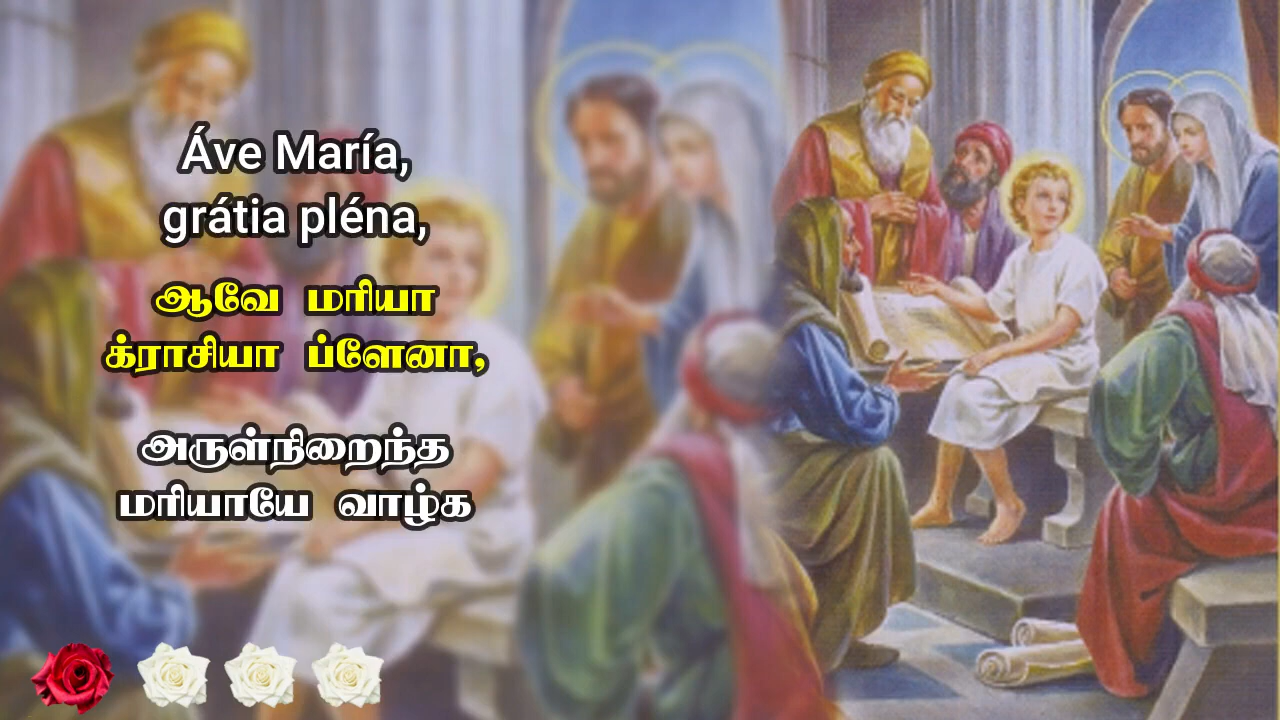 Áve María,
grátia pléna,
ஆவே மரியா
க்ராசியா ப்ளேனா,
அருள்நிறைந்த
மரியாயே வாழ்க